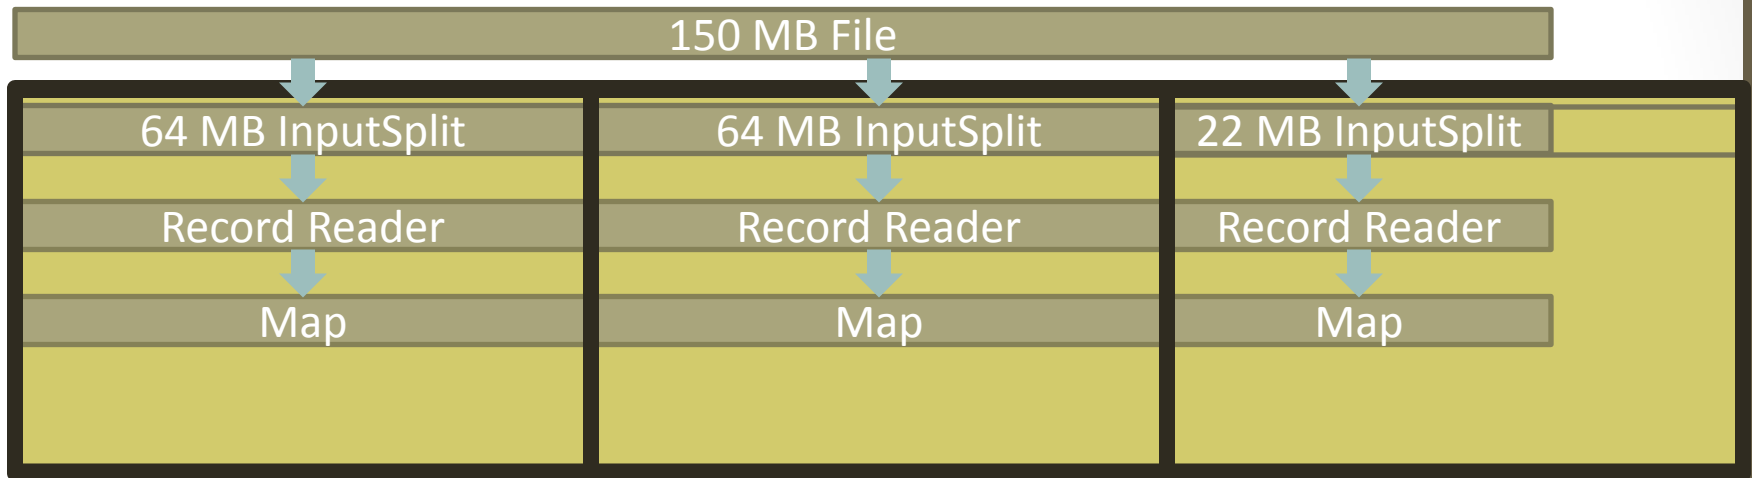 150 MB File
64 MB InputSplit
64 MB InputSplit
22 MB InputSplit
Record Reader
Record Reader
Record Reader
Map
Map
Map